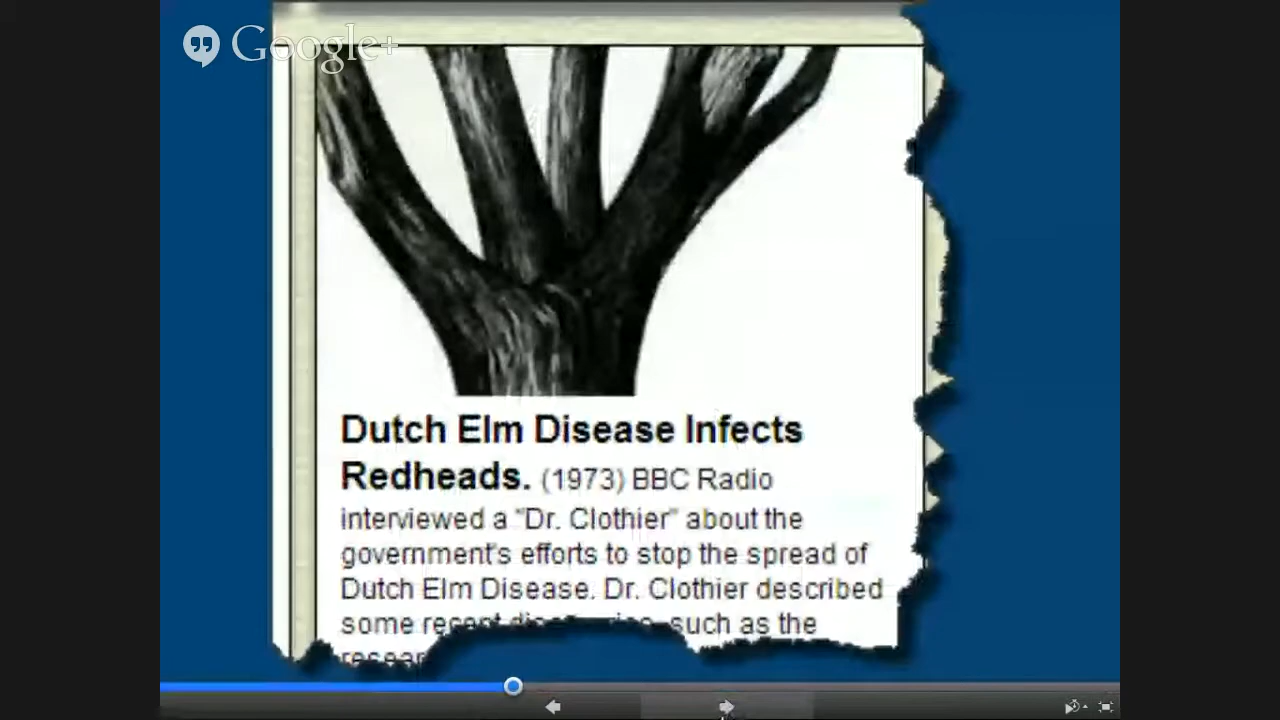 Google+
Dutch Elm Disease Infects
Redheads. (1973) BBC Radio
interviewed a "Dr. Clothier" about the
government's efforts to stop the spread of
Dutch Elm Disease. Dr. Clothier described
some recent such as the